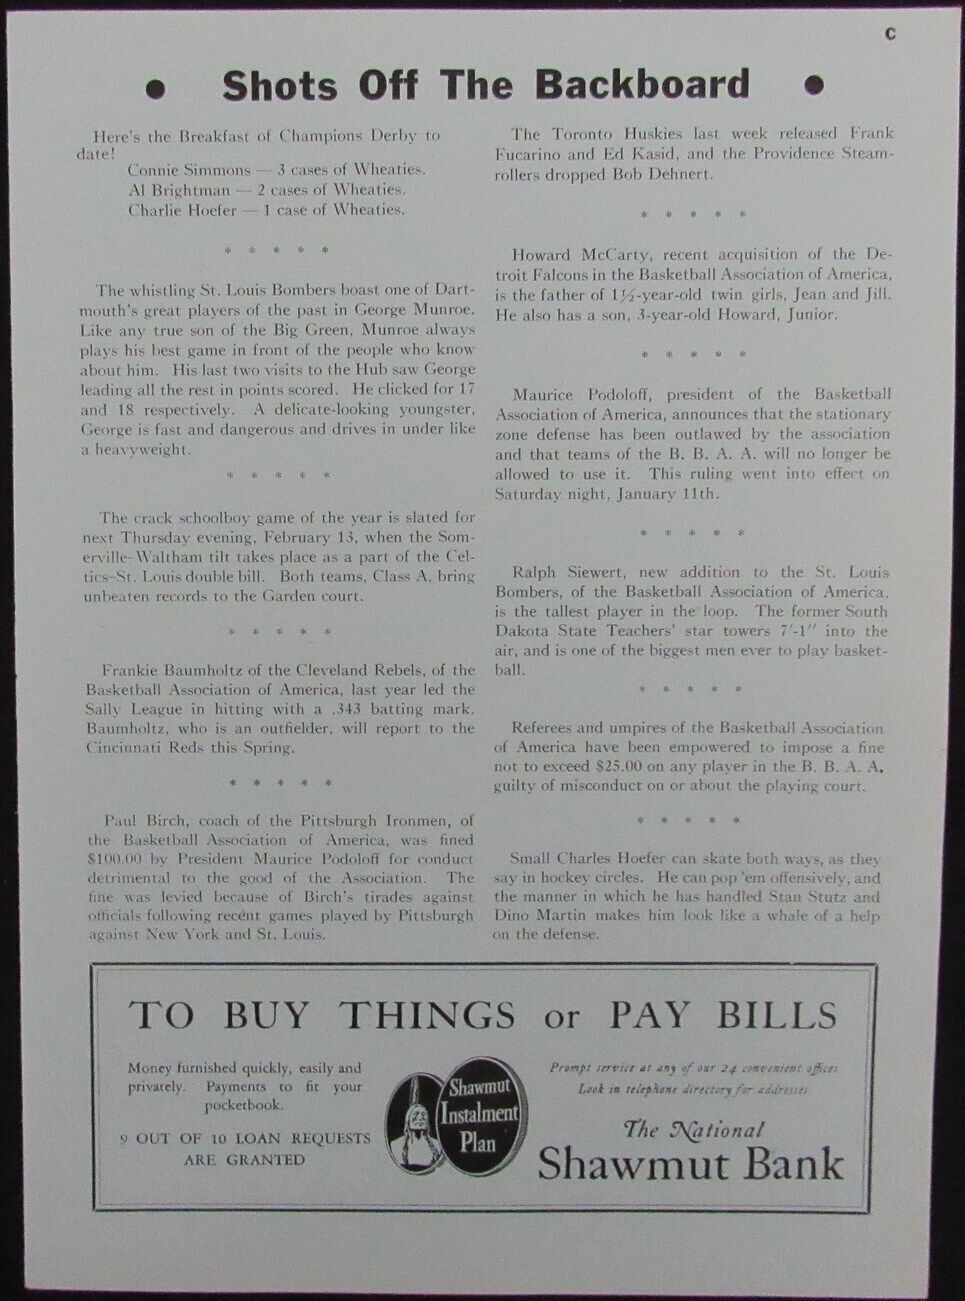 C
• Shots Off The Backboard •
Here's the Breakfast of Champions Derby to
date!
Connie Simmons — 3 cases of Wheaties.
Al Brightman — 2 cases of Wheaties.
Charlie Hoefer — 1 case of Wheaties.
* * * * *
The whistling St. Louis Bombers boast one of Dart-
mouth's great players of the past in George Munroe.
Like any true son of the Big Green, Munroe always
plays his best game in front of the people who know
about him. His last two visits to the Hub saw George
leading all the rest in points scored. He clicked for 17
and 18 respectively. A delicate-looking youngster,
George is fast and dangerous and drives in under like
a heavyweight.
* * * * *
The crack schoolboy game of the year is slated for
next Thursday evening, February 13, when the Som-
erville-Waltham tilt takes place as a part of the Cel-
tics-St. Louis double bill. Both teams, Class A, bring
unbeaten records to the Garden court.
* * * * *
Frankie Baumholtz of the Cleveland Rebels, of the
Basketball Association of America, last year led the
Sally League in hitting with a .343 batting mark.
Baumholtz, who is an outfielder, will report to the
Cincinnati Reds this Spring.
* * * * *
Paul Birch, coach of the Pittsburgh Ironmen, of
the Basketball Association of America, was fined
$100.00 by President Maurice Podoloff for conduct
detrimental to the good of the Association. The
fine was levied because of Birch's tirades against
officials following recent games played by Pittsburgh
against New York and St. Louis.
The Toronto Huskies last week released Frank
Fucarino and Ed Kasid, and the Providence Steam-
rollers dropped Bob Dehnert.
* * * * *
Howard McCarty, recent acquisition of the De-
troit Falcons in the Basketball Association of America,
is the father of 1½-year-old twin girls, Jean and Jill.
He also has a son, 3-year-old Howard, Junior.
* * * * *
Maurice Podoloff, president of the Basketball
Association of America, announces that the stationary
zone defense has been outlawed by the association
and that teams of the B. B. A. A. will no longer be
allowed to use it. This ruling went into effect on
Saturday night, January 11th.
* * * * *
Ralph Siewert, new addition to the St. Louis
Bombers, of the Basketball Association of America,
is the tallest player in the loop. The former South
Dakota State Teachers' star towers 7'-1" into the
air, and is one of the biggest men ever to play basket-
ball.
* * * * *
Referees and umpires of the Basketball Association
of America have been empowered to impose a fine
not to exceed $25.00 on any player in the B. B. A. A.
guilty of misconduct on or about the playing court.
* * * * *
Small Charles Hoefer can skate both ways, as they
say in hockey circles. He can pop 'em offensively, and
the manner in which he has handled Stan Stutz and
Dino Martin makes him look like a whale of a help
on the defense.
TO BUY THINGS or PAY BILLS
Money furnished quickly, easily and
privately. Payments to fit your
pocketbook.
9 OUT OF 10 LOAN REQUESTS
ARE GRANTED
Shawmut
Instalment
Plan
Prompt service at any of our 24 convenient offices
Look in telephone directory for addresses
The National
Shawmut Bank